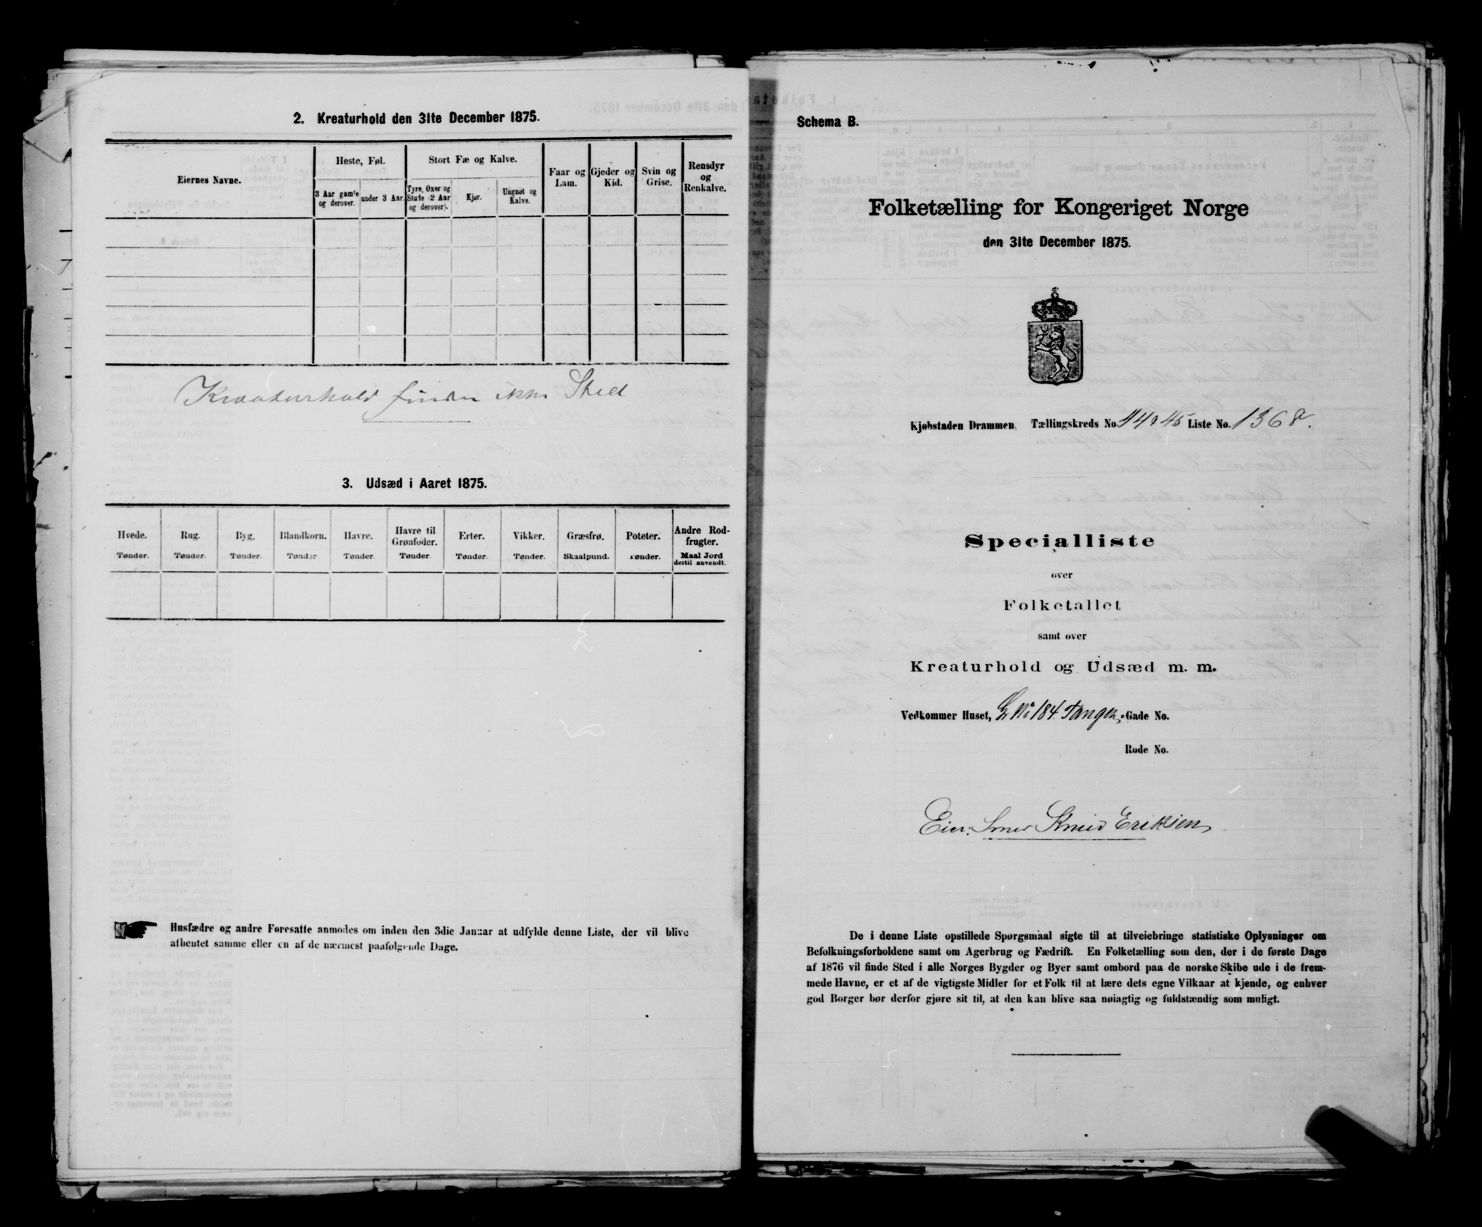 2. Kreaturhold den 31te December 1875.
Eiernes Navne.
Heste, Føl.
Stort Fæ og Kalve.
Faar og Lam.
Gjeder og Kid.
Svin og Grise.
Rensdyr og Renkalve.
3 Aar gamle og derover.
under 3 Aar.
Tyre, Oxer og Stute (2 Aar og derover).
Kjør.
Ungnøt og Kalve.
Kreaturhold finder ikke Sted
3. Udsæd i Aaret 1875.
Hvede. Rug. Byg. Blandkorn. Havre. Havre til Grønfoder. Erter. Vikker. Græsfrø. Poteter. Andre Rodfrugter.
Tønder. Tønder. Tønder. Tønder. Tønder. Tønder. Tønder. Tønder. Skaalpund. Tønder. Maal Jord dertil anvendt.
Husfædre og andre Foresatte anmodes om inden den 3die Januar at udfylde denne Liste, der vil blive
afhentet samme eller en af de nærmest paafølgende Dage.
Schema B.
Folketælling for Kongeriget Norge
den 31te December 1875.
Kjøbstaden Drammen. Tællingskreds No. 44 & 45 Liste No. 1368.
Specialliste
over
Folketallet
samt over
Kreaturhold og Udsæd m. m.
Vedkommer Huset, No 184 Tangen, Gade No.
Rode No.
Eier: Knud Eriksen
De i denne Liste opstillede Spørgsmaal sigte til at tilveiebringe statistiske Oplysninger om
Befolkningsforholdene samt om Agerbrug og Fædrift. En Folketælling som den, der i de første Dage
af 1876 vil finde Sted i alle Norges Bygder og Byer samt ombord paa de norske Skibe ude i de frem-
mede Havne, er et af de vigtigste Midler for et Folk til at lære dets egne Vilkaar at kjende, og enhver
god Borger bør derfor gjøre sit til, at den kan blive saa nøiagtig og fuldstændig som muligt.